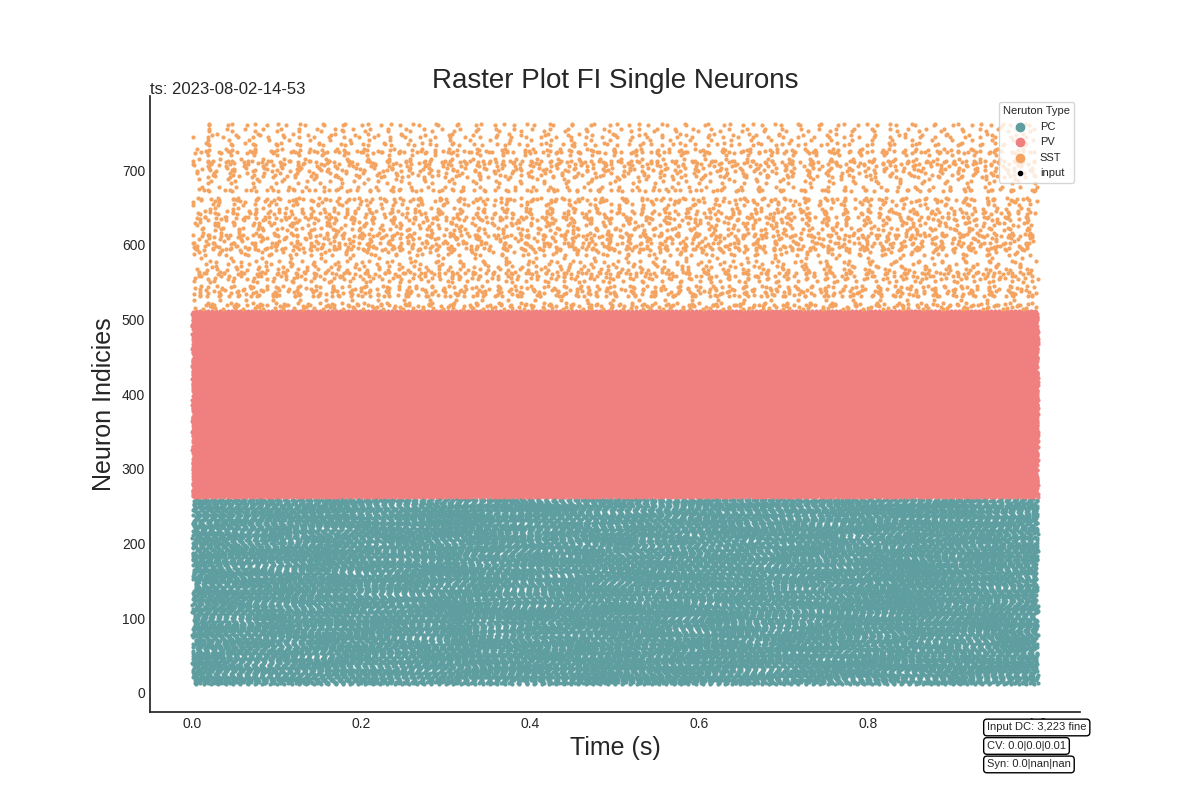 Raster Plot FI Single Neurons
ts: 2023-08-02-14-53
Neruton Type
PC
PV
SST
input
Neuron Indicies
700
600
500
400
300
200
100
0
0.0 0.2 0.4 0.6 0.8
Time (s)
Input DC: 3,223 fine
CV: 0.0|0.0|0.01
Syn: 0.0|nan|nan